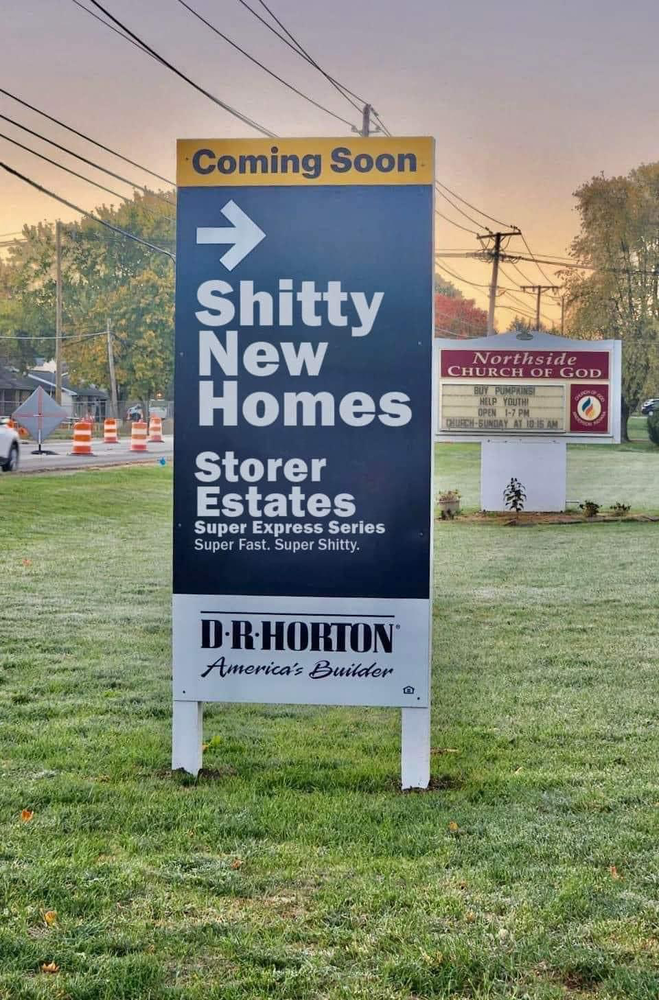 Coming Soon
Shitty
New
Homes
Storer
Estates
Super Express Series
Super Fast. Super Shitty.
D·R·HORTON®
America's Builder
Northside
CHURCH OF GOD
BUY PUMPKINS!
HELP YOUTH!
OPEN 1-7 PM
CHURCH-SUNDAY AT 10:15 AM